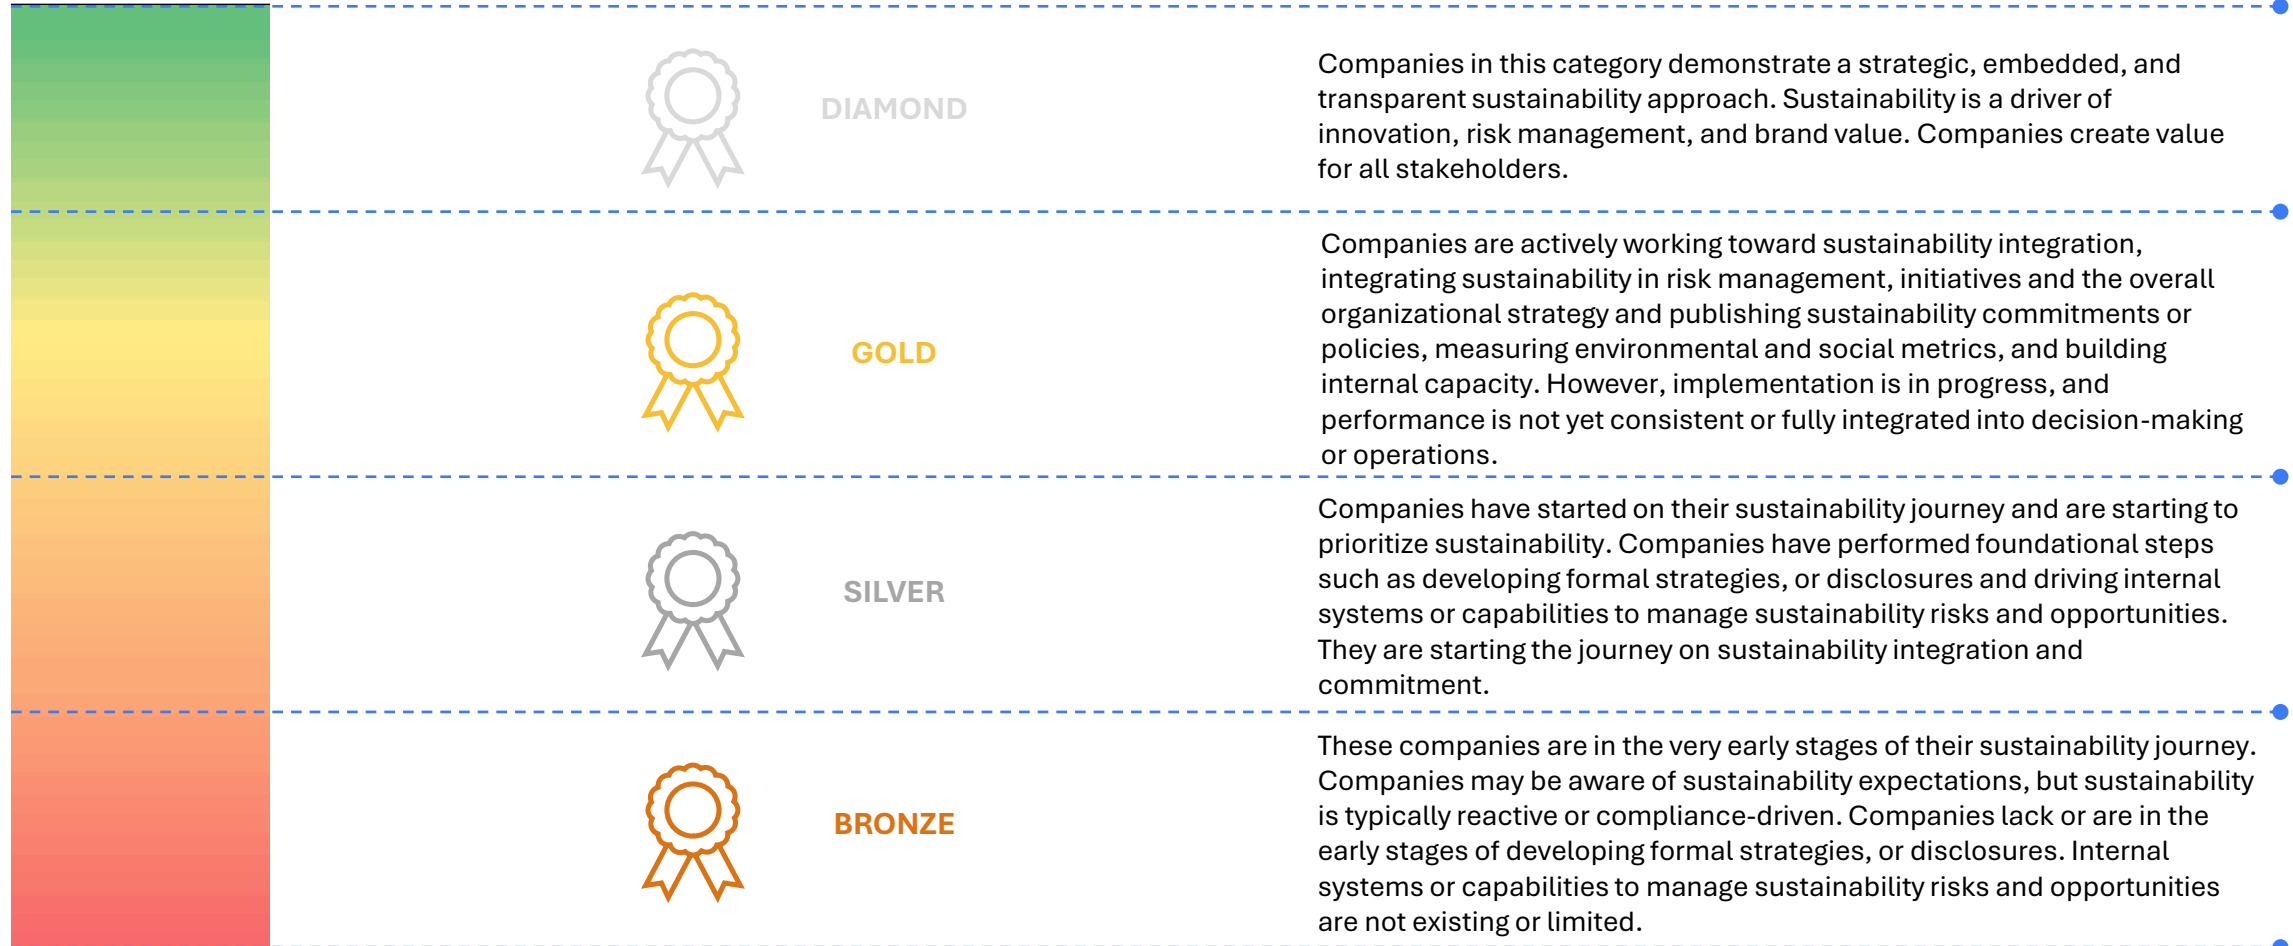 DIAMOND
Companies in this category demonstrate a strategic, embedded, and
transparent sustainability approach. Sustainability is a driver of
innovation, risk management, and brand value. Companies create value
for all stakeholders.
GOLD
Companies are actively working toward sustainability integration,
integrating sustainability in risk management, initiatives and the overall
organizational strategy and publishing sustainability commitments or
policies, measuring environmental and social metrics, and building
internal capacity. However, implementation is in progress, and
performance is not yet consistent or fully integrated into decision-making
or operations.
SILVER
Companies have started on their sustainability journey and are starting to
prioritize sustainability. Companies have performed foundational steps
such as developing formal strategies, or disclosures and driving internal
systems or capabilities to manage sustainability risks and opportunities.
They are starting the journey on sustainability integration and
commitment.
BRONZE
These companies are in the very early stages of their sustainability journey.
Companies may be aware of sustainability expectations, but sustainability
is typically reactive or compliance-driven. Companies lack or are in the
early stages of developing formal strategies, or disclosures. Internal
systems or capabilities to manage sustainability risks and opportunities
are not existing or limited.